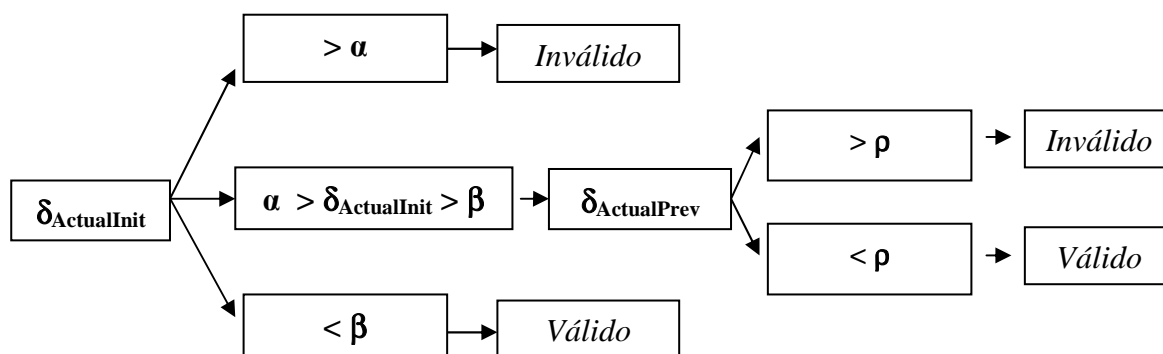 > α
Inválido
> ρ
Inválido
δActualInit
α > δActualInit > β
δActualPrev
< ρ
Válido
< β
Válido